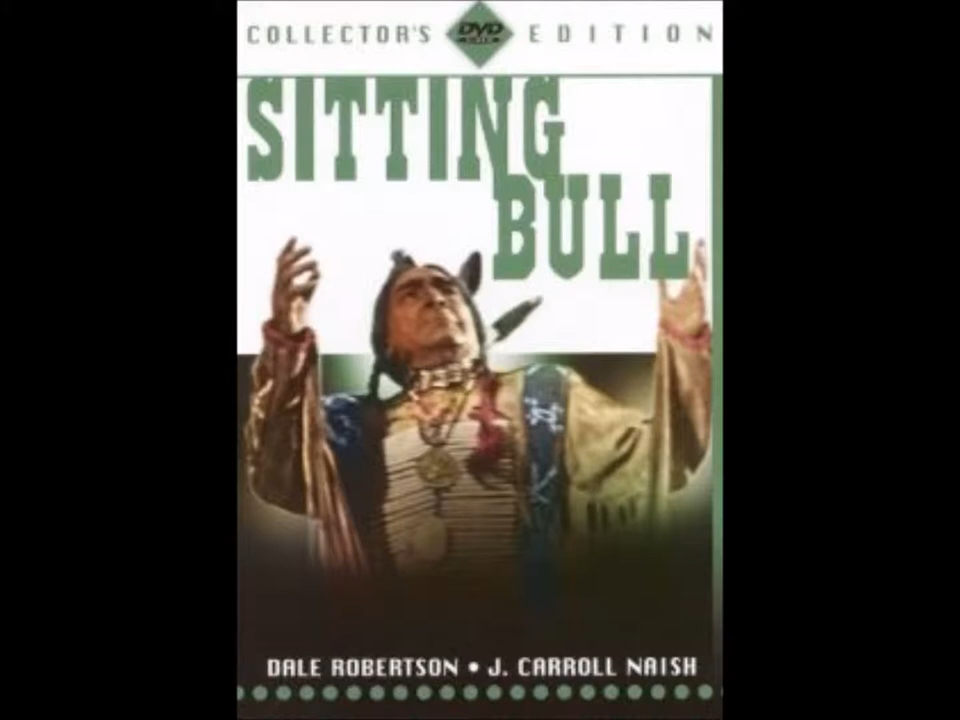 COLLECTOR'S DVD EDITION
SITTING
BULL
DALE ROBERTSON • J. CARROLL NAISH